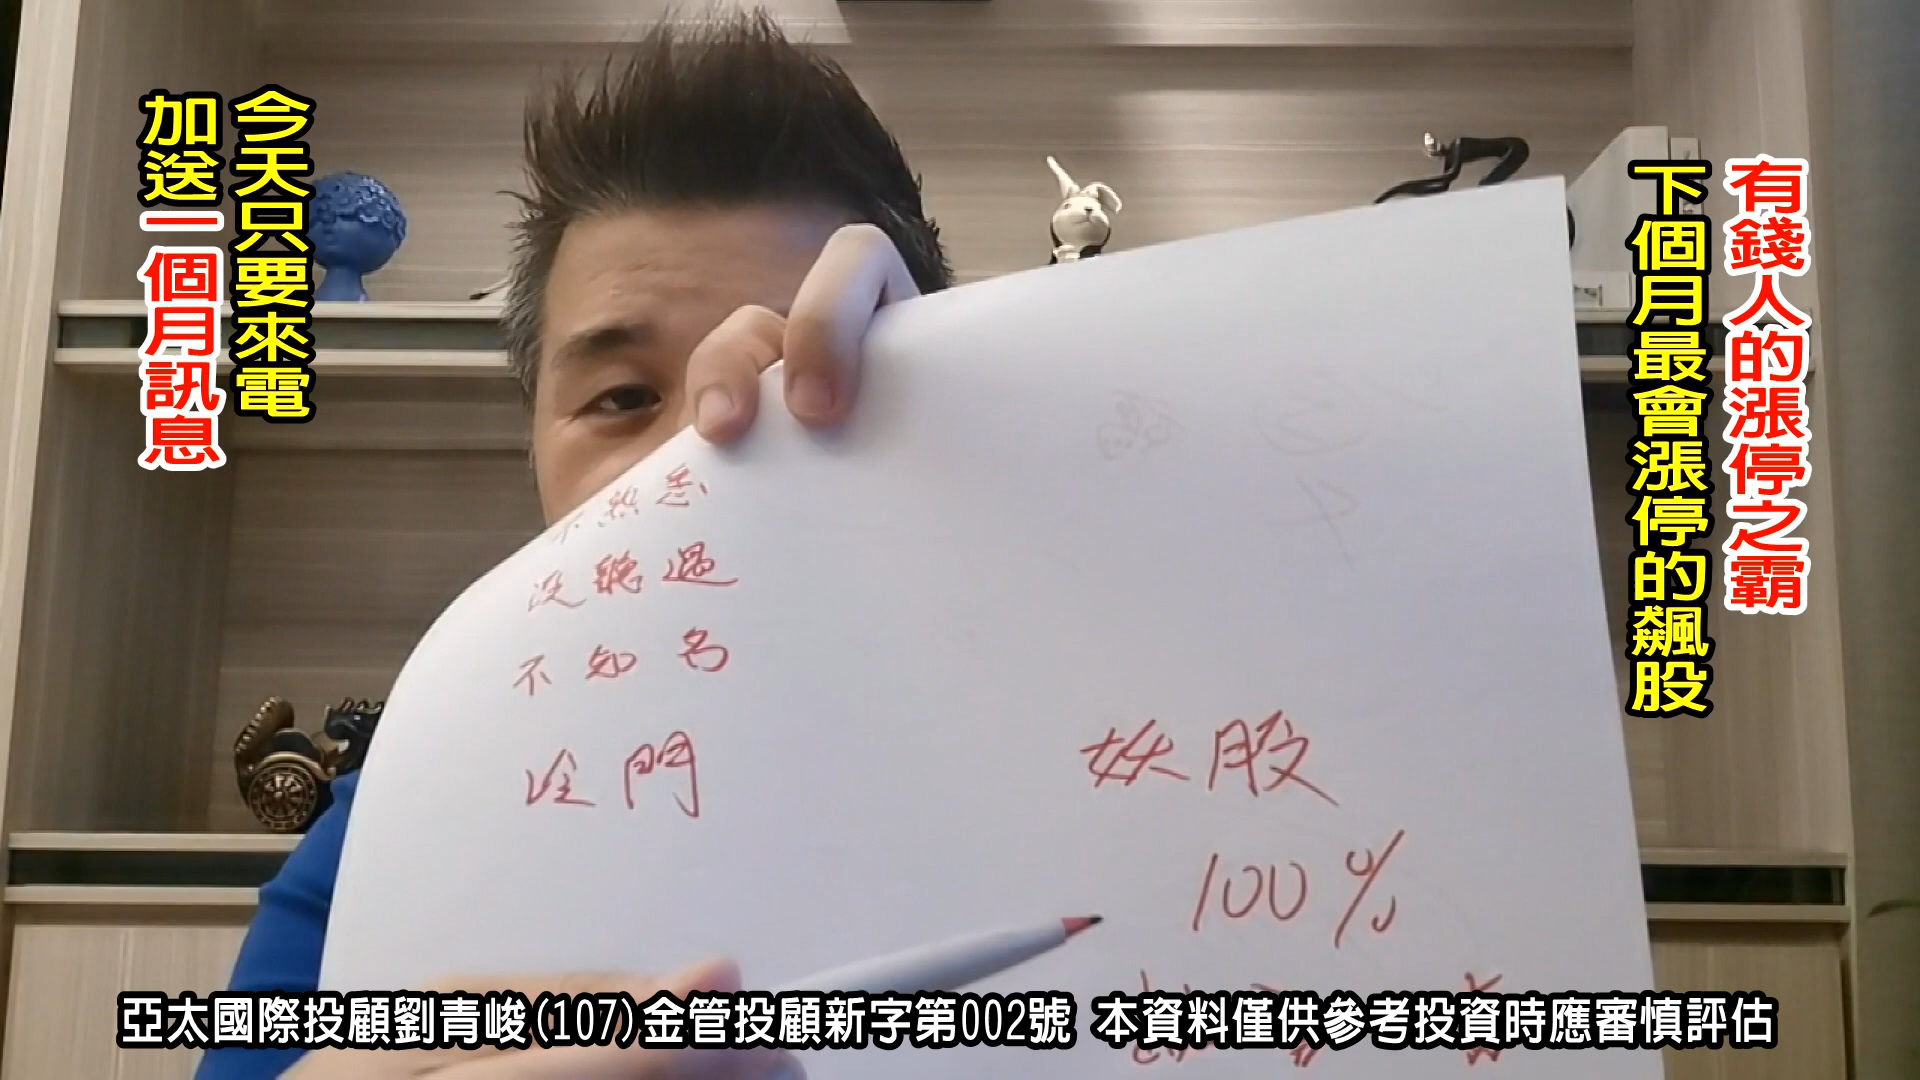 有錢人的漲停之霸
下個月最會漲停的飆股
今天只要來電
加送一個月訊息
不熟悉
沒聽過
不知名
冷門
妖股
100%
亞太國際投顧劉青峻(107)金管投顧新字第002號 本資料僅供參考投資時應審慎評估